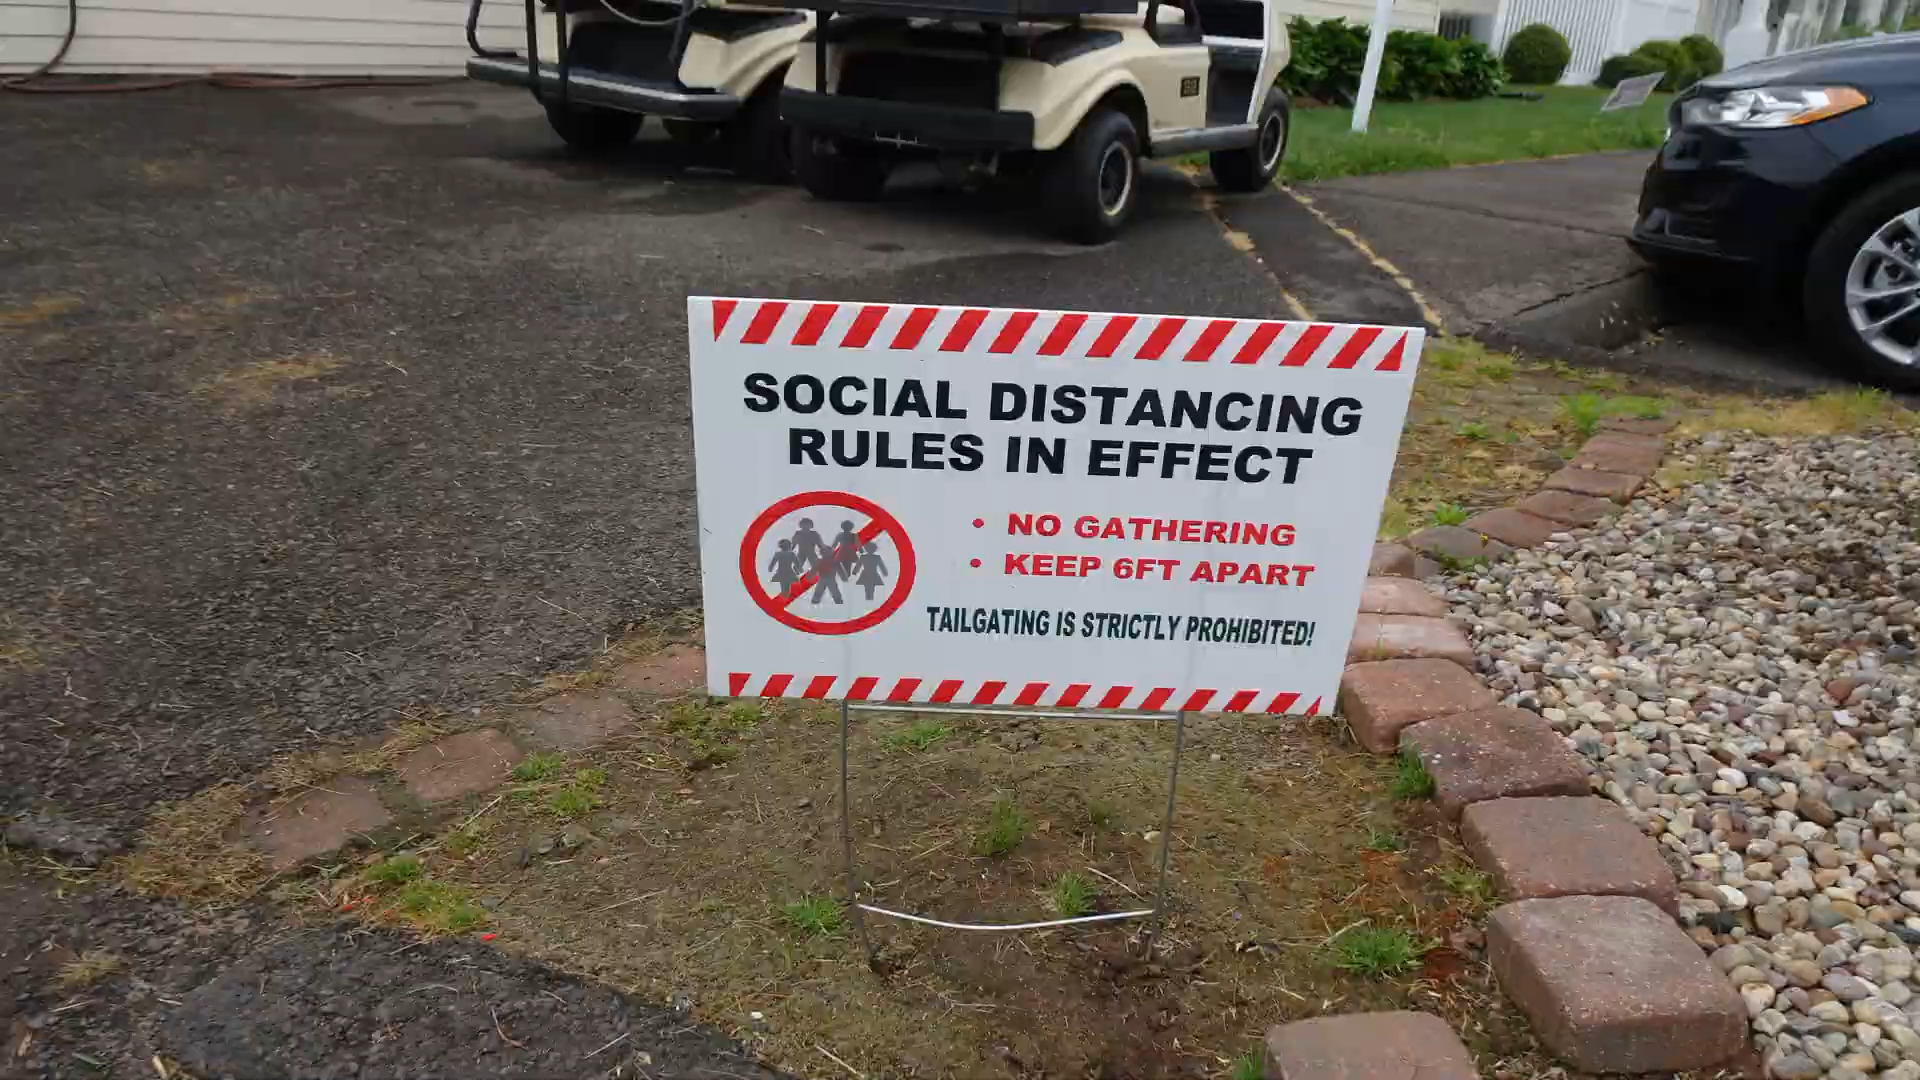 SOCIAL DISTANCING
RULES IN EFFECT
• NO GATHERING
• KEEP 6FT APART
TAILGATING IS STRICTLY PROHIBITED!